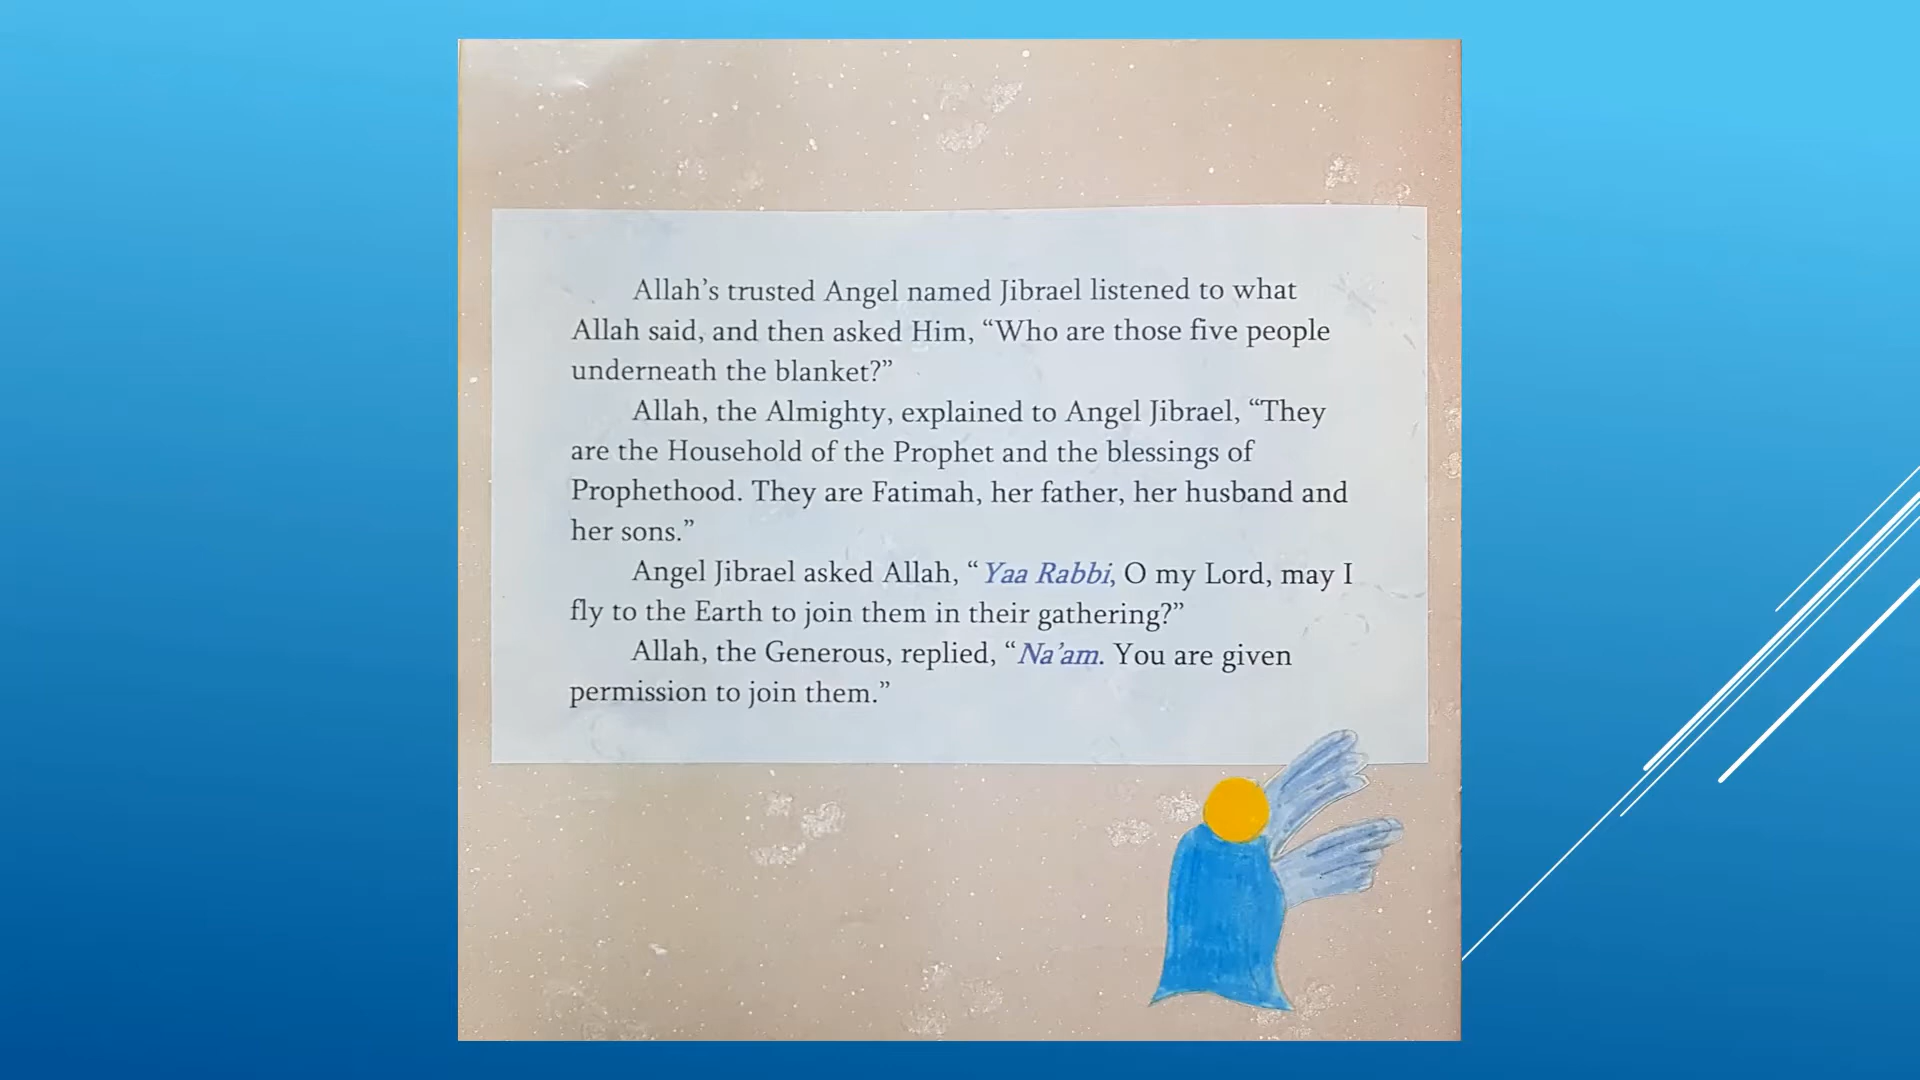 Allah’s trusted Angel named Jibrael listened to what
Allah said, and then asked Him, “Who are those five people
underneath the blanket?”
Allah, the Almighty, explained to Angel Jibrael, “They
are the Household of the Prophet and the blessings of
Prophethood. They are Fatimah, her father, her husband and
her sons.”
Angel Jibrael asked Allah, “Yaa Rabbi, O my Lord, may I
fly to the Earth to join them in their gathering?”
Allah, the Generous, replied, “Na’am. You are given
permission to join them.”